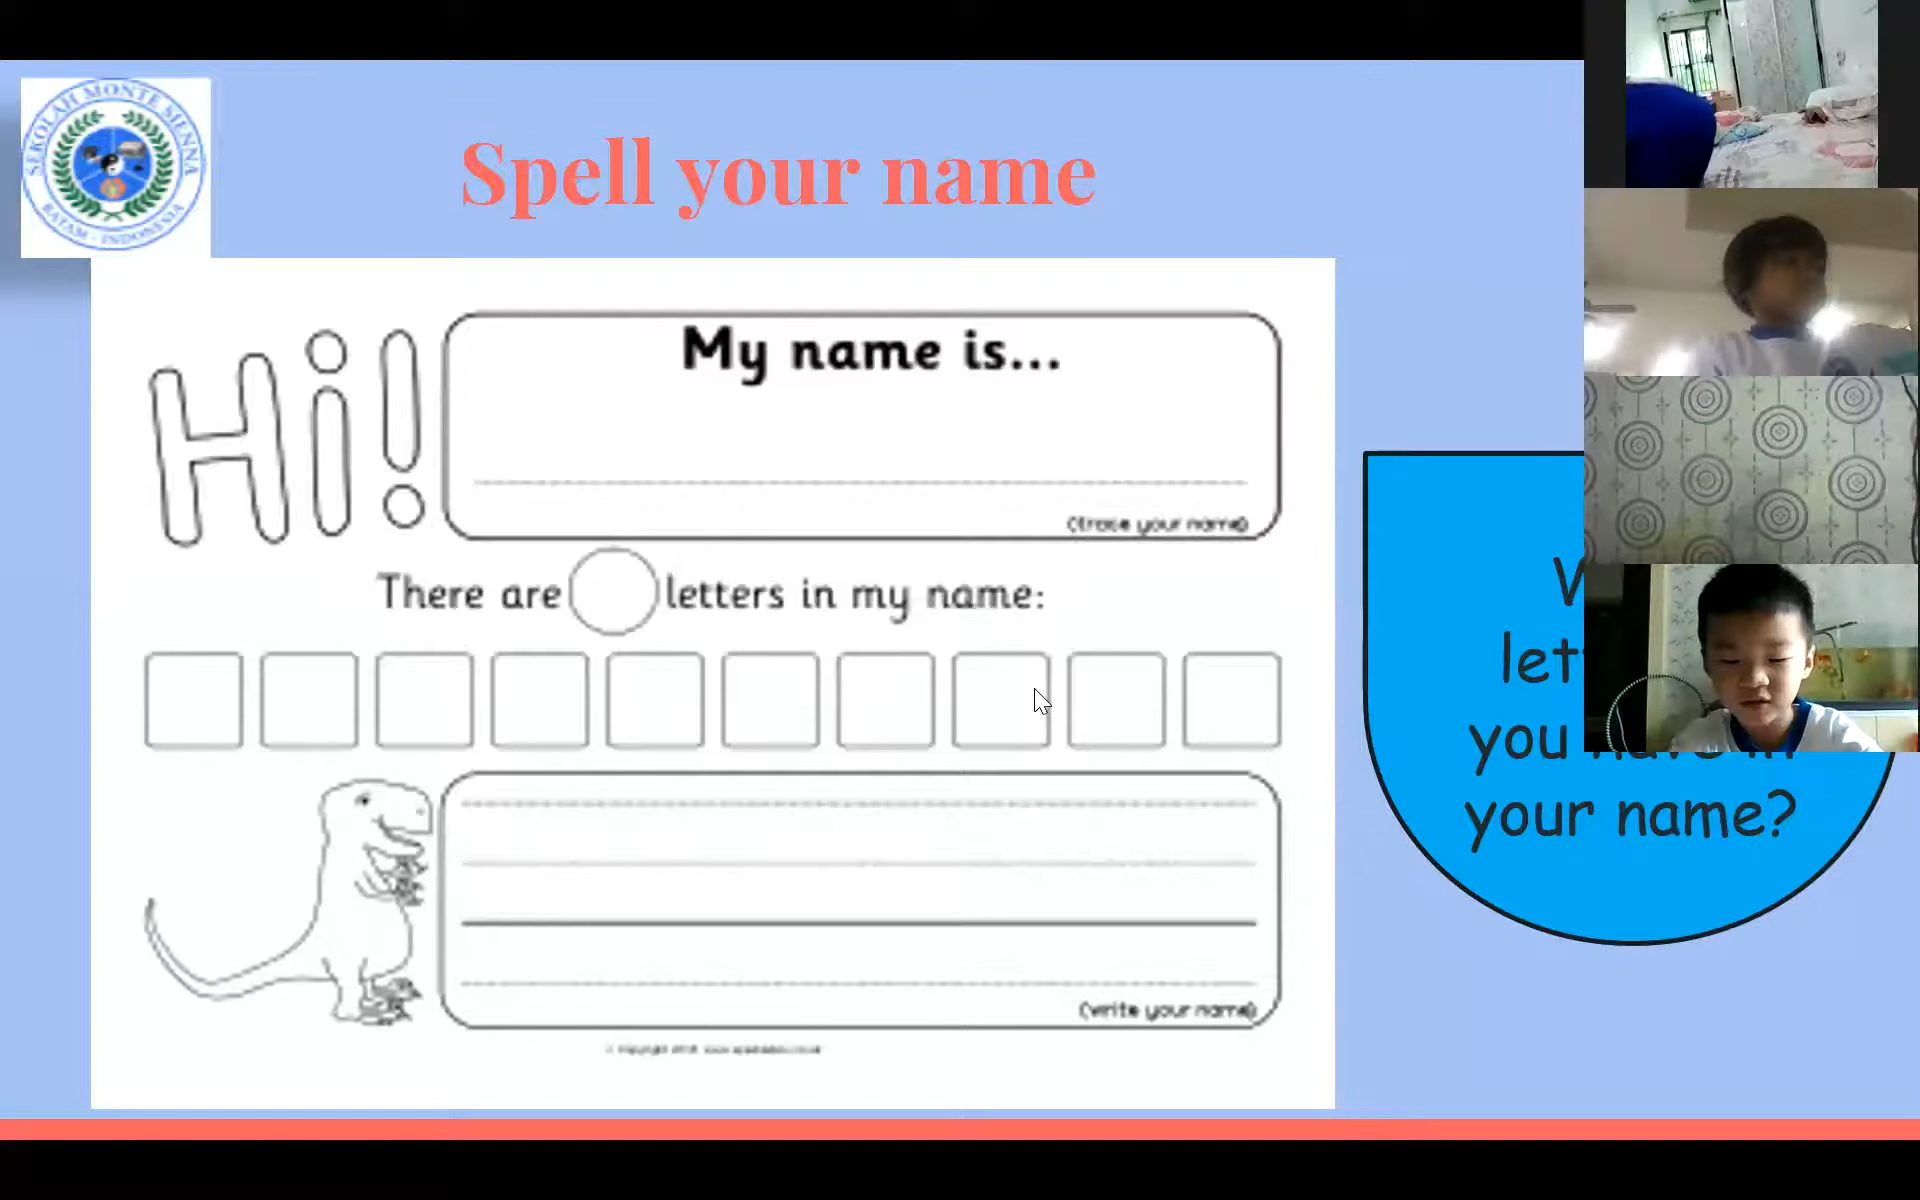 SEKOLAH MONTE SIENNA
BATAM - INDONESIA
Spell your name
Hi!
My name is...
(trace your name)
There are letters in my name:
(write your name)
you have in
your name?